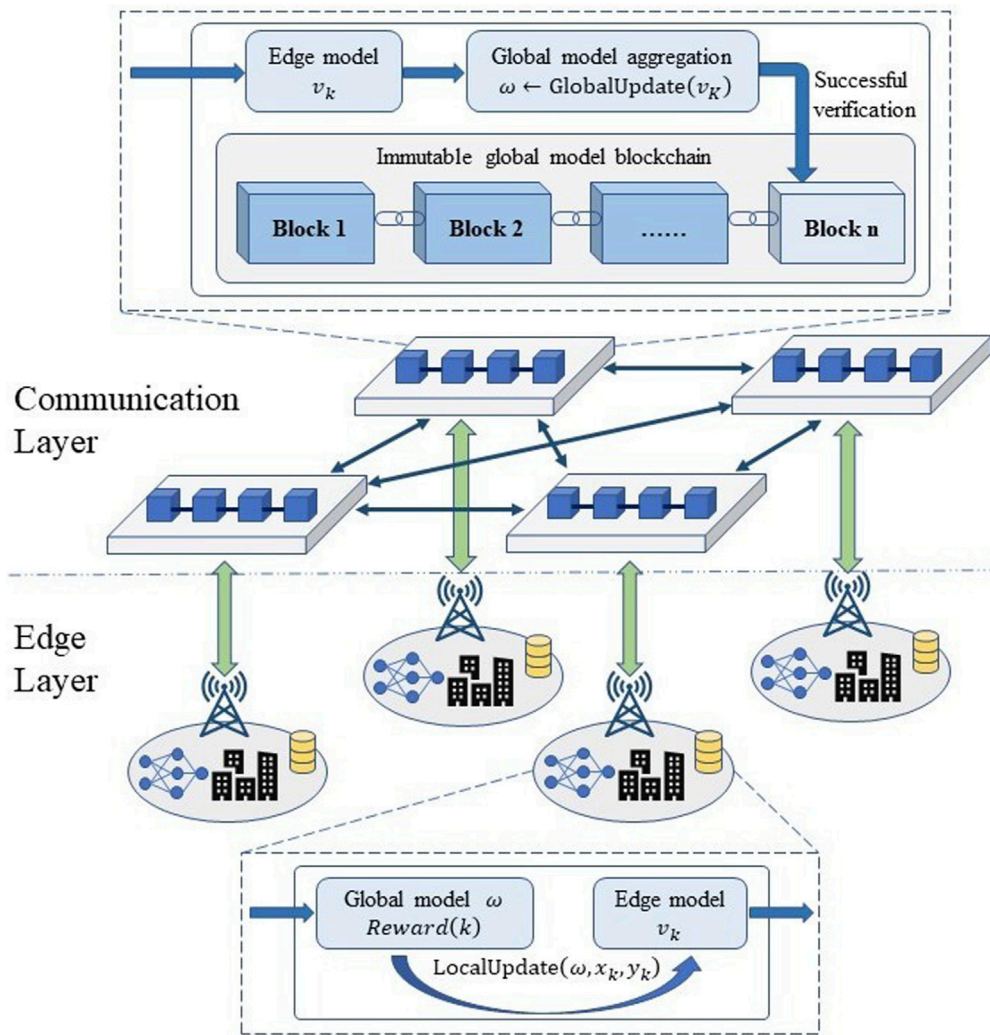 Edge model
v_k
Global model aggregation
ω ← GlobalUpdate(v_K)
Successful
verification
Immutable global model blockchain
Block 1
Block 2
……
Block n
Communication
Layer
Edge
Layer
Global model ω
Reward(k)
Edge model
v_k
LocalUpdate(ω, x_k, y_k)